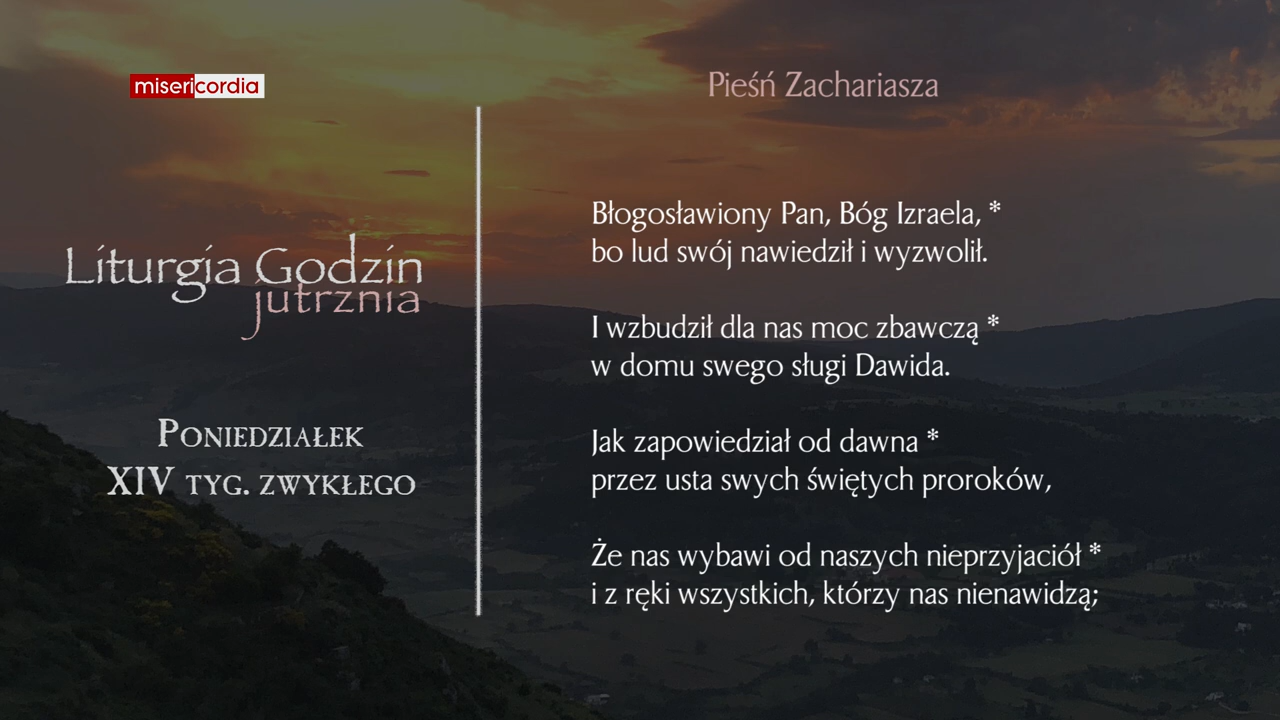 misericordia
Liturgia Godzin
jutrznia
Poniedziałek
XIV tyg. zwykłego
Pieśń Zachariasza
Błogosławiony Pan, Bóg Izraela, *
bo lud swój nawiedził i wyzwolił.
I wzbudził dla nas moc zbawczą *
w domu swego sługi Dawida.
Jak zapowiedział od dawna *
przez usta swych świętych proroków,
Że nas wybawi od naszych nieprzyjaciół *
i z ręki wszystkich, którzy nas nienawidzą;